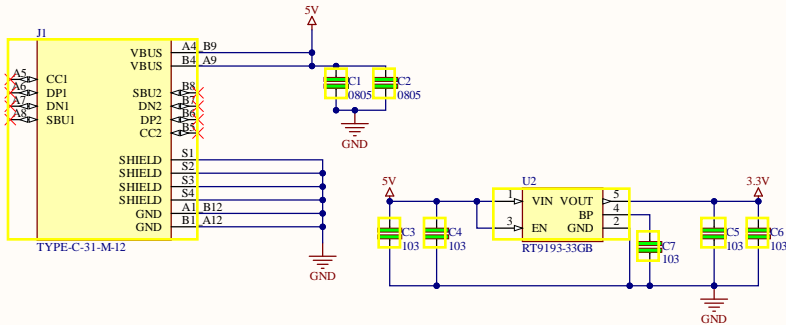 5V
J1
VBUS A4 B9
VBUS B4 A9
A5 CC1
A6 DP1 SBU2 B8
A7 DN1 DN2 B7
A8 SBU1 DP2 B6
CC2 B5
C1 C2
0805 0805
GND
SHIELD S1
SHIELD S2
SHIELD S3
SHIELD S4
GND A1 B12
GND B1 A12
TYPE-C-31-M-12
GND
5V U2 3.3V
1 VIN VOUT 5
BP 4
3 EN GND 2
C3 C4 C7 C5 C6
103 103 103 103 103
RT9193-33GB
GND